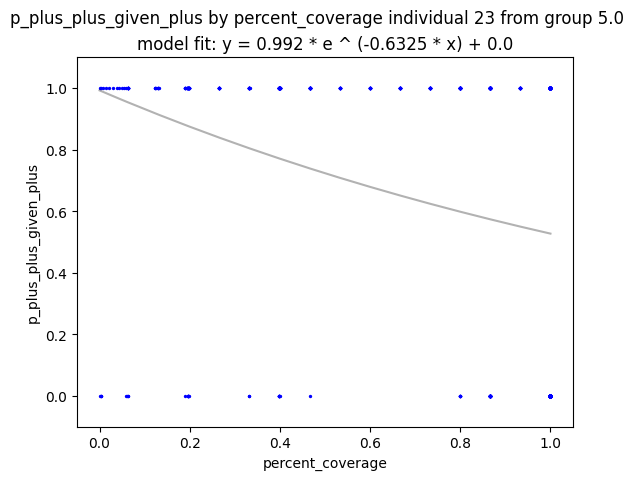 p_plus_plus_given_plus by percent_coverage individual 23 from group 5.0
model fit: y = 0.992 * e ^ (-0.6325 * x) + 0.0
1.0
0.8
0.6
0.4
0.2
0.0
p_plus_plus_given_plus
0.0 0.2 0.4 0.6 0.8 1.0
percent_coverage